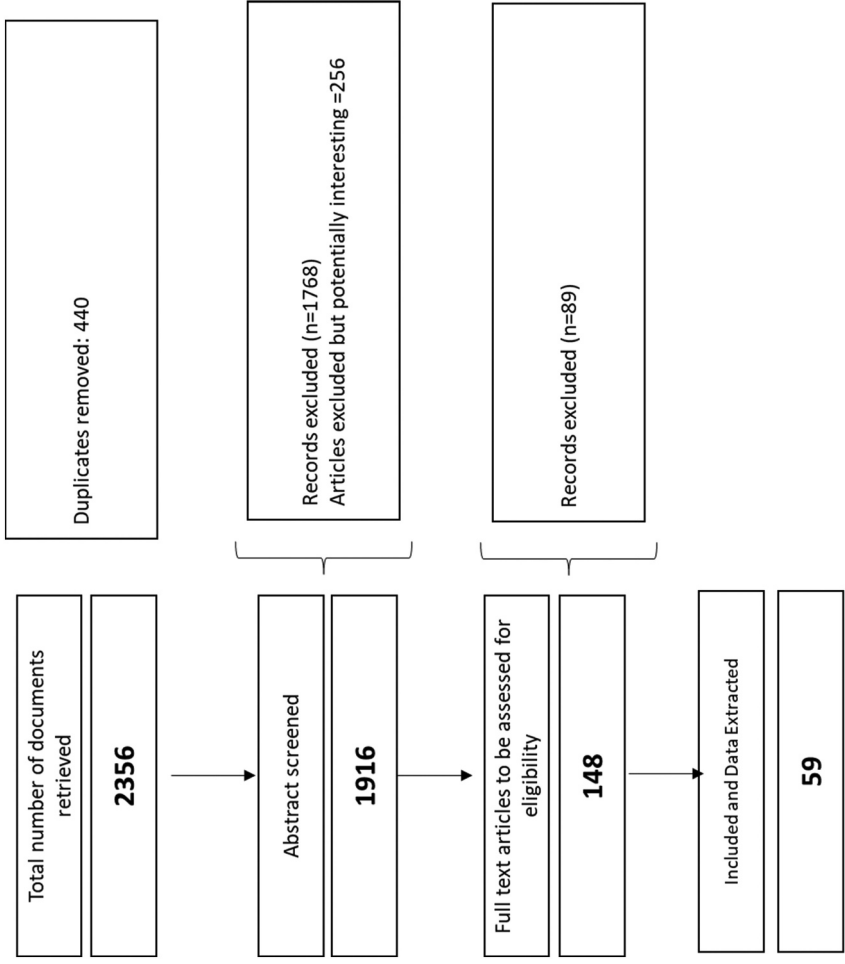 Total number of documents
retrieved
2356
Duplicates removed: 440
Abstract screened
1916
Records excluded (n=1768)
Articles excluded but potentially interesting =256
Full text articles to be assessed for
eligibility
148
Records excluded (n=89)
Included and Data Extracted
59